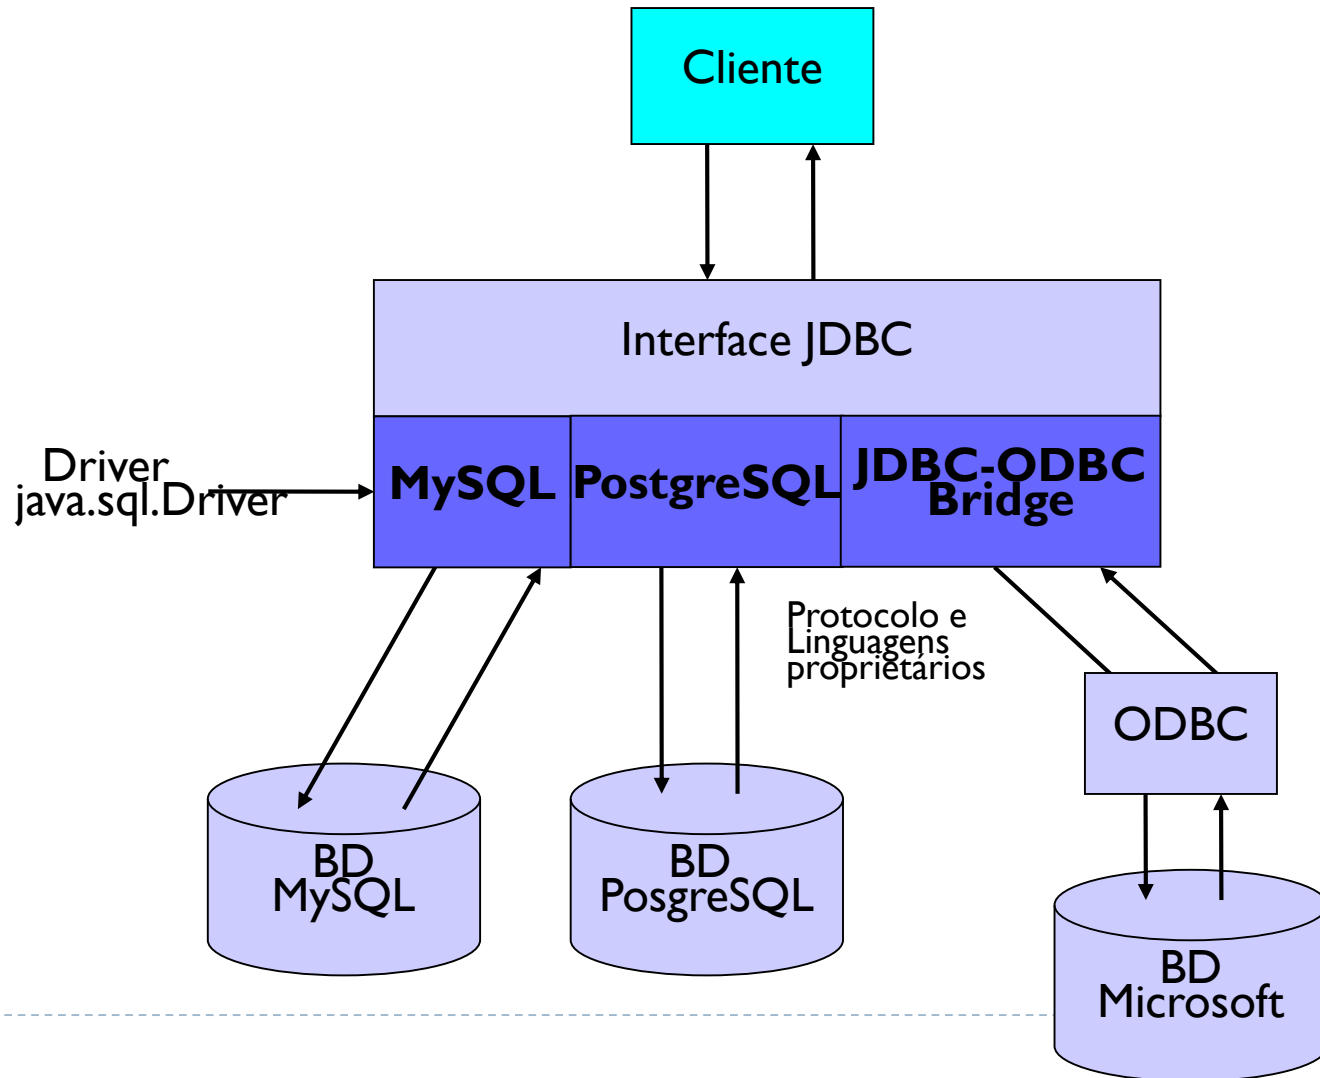 Cliente
Interface JDBC
Driver
java.sql.Driver
MySQL
PostgreSQL
JDBC-ODBC
Bridge
Protocolo e
Linguagens
proprietários
ODBC
BD
MySQL
BD
PosgreSQL
BD
Microsoft